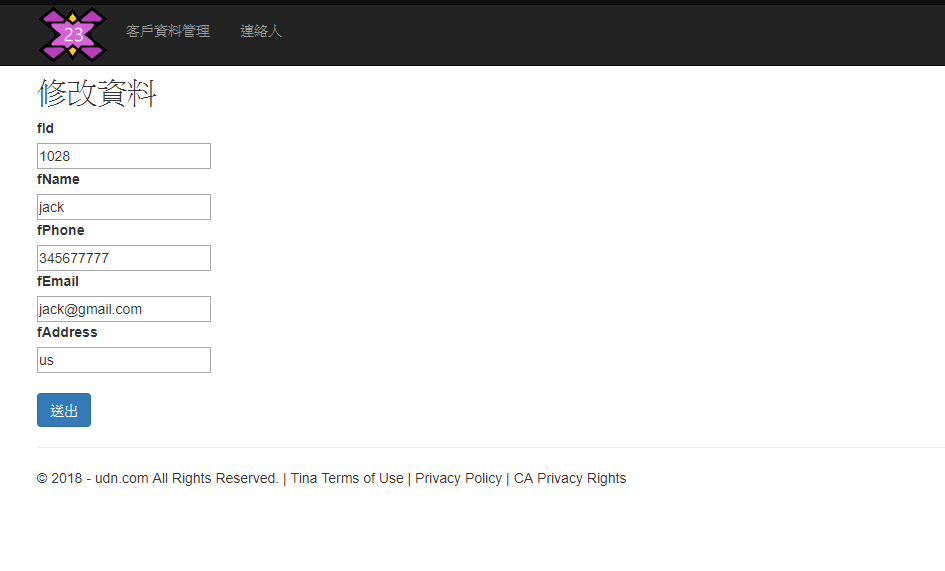 23 客戶資料管理 連絡人
修改資料
fId
1028
fName
jack
fPhone
345677777
fEmail
jack@gmail.com
fAddress
us
送出
© 2018 - udn.com All Rights Reserved. | Tina Terms of Use | Privacy Policy | CA Privacy Rights